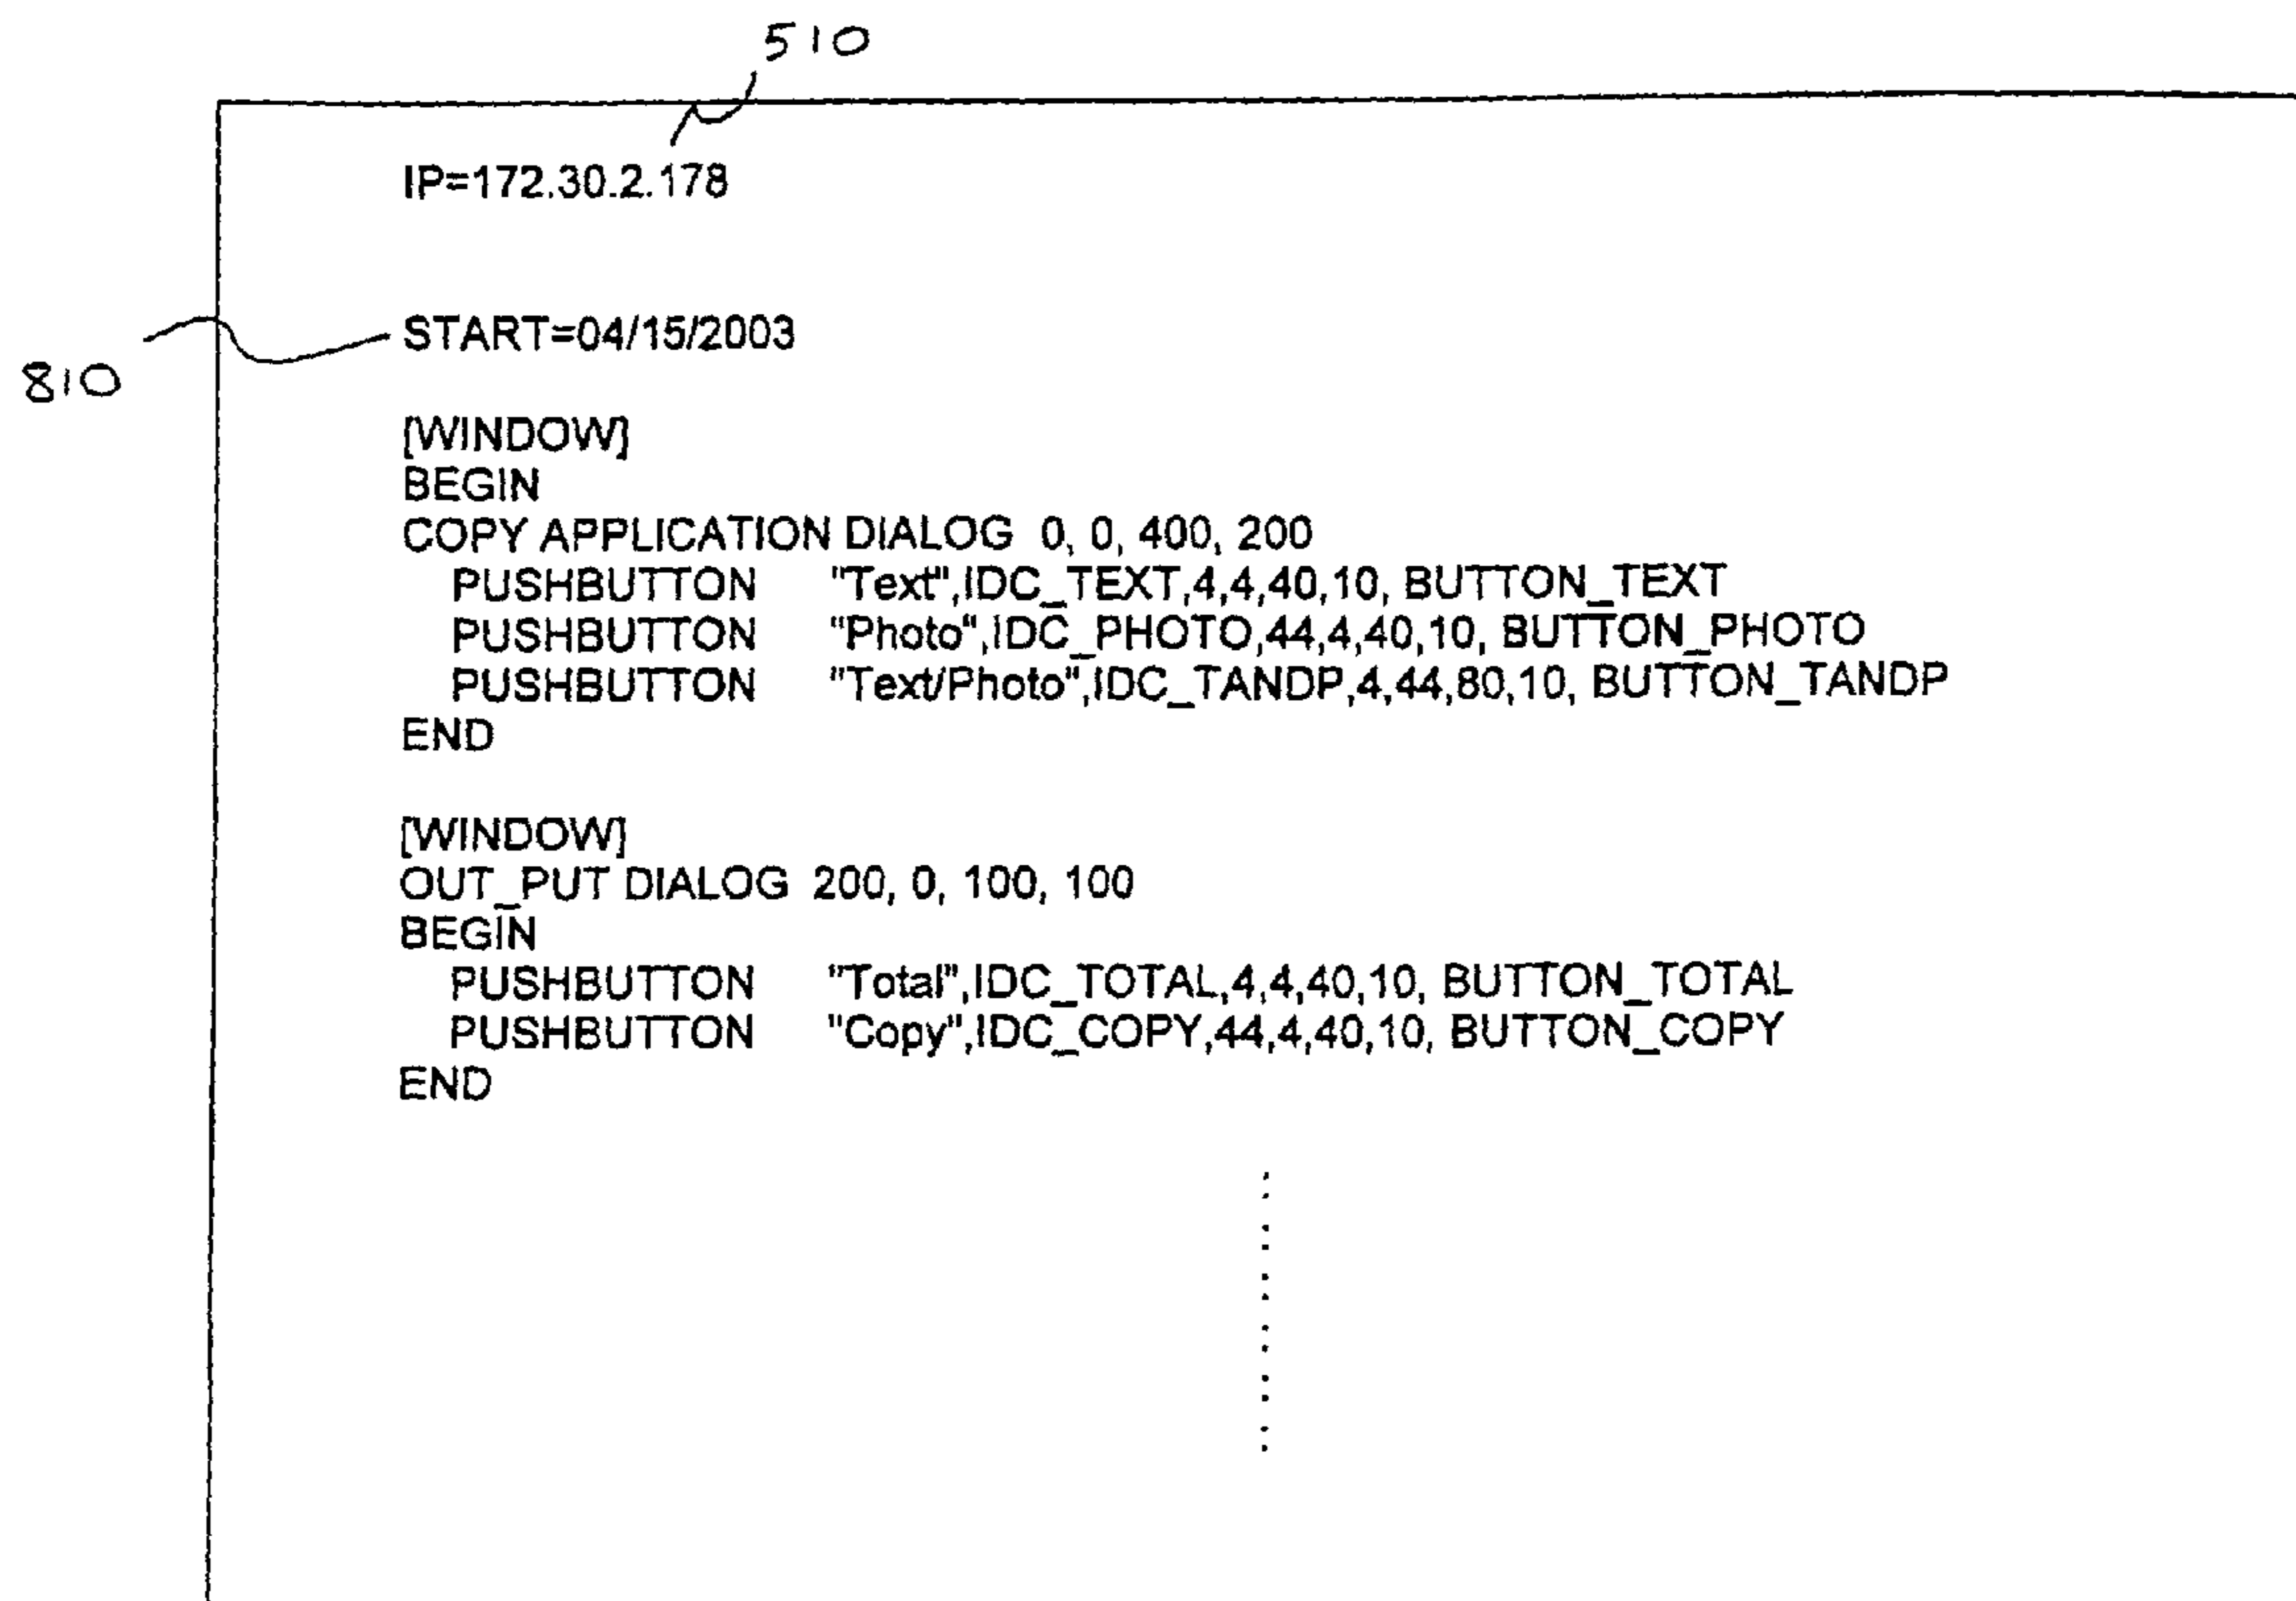 510
IP=172.30.2.178
START=04/15/2003
810
[WINDOW]
BEGIN
COPY APPLICATION DIALOG 0, 0, 400, 200
PUSHBUTTON "Text",IDC_TEXT,4,4,40,10, BUTTON_TEXT
PUSHBUTTON "Photo",IDC_PHOTO,44,4,40,10, BUTTON_PHOTO
PUSHBUTTON "Text/Photo",IDC_TANDP,4,44,80,10, BUTTON_TANDP
END
[WINDOW]
OUT_PUT DIALOG 200, 0, 100, 100
BEGIN
PUSHBUTTON "Total",IDC_TOTAL,4,4,40,10, BUTTON_TOTAL
PUSHBUTTON "Copy",IDC_COPY,44,4,40,10, BUTTON_COPY
END